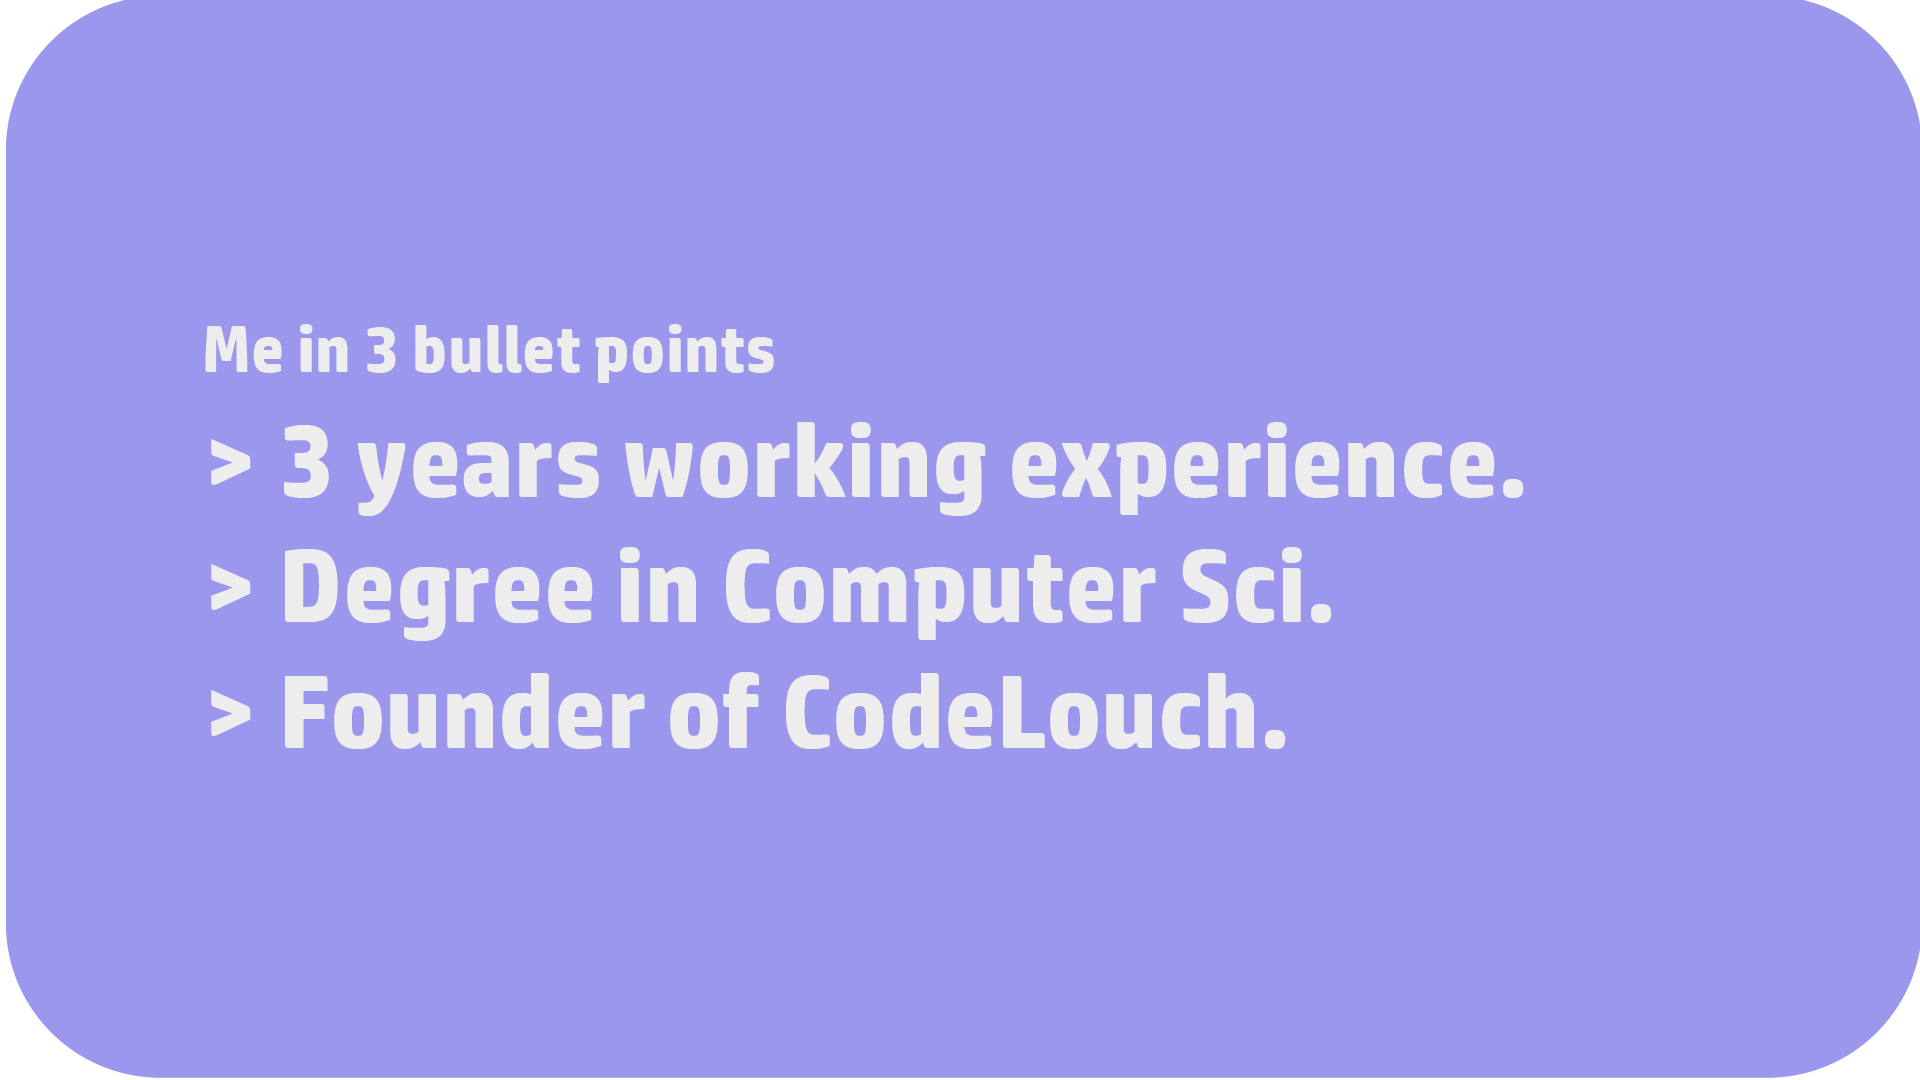 Me in 3 bullet points
> 3 years working experience.
> Degree in Computer Sci.
> Founder of CodeLouch.